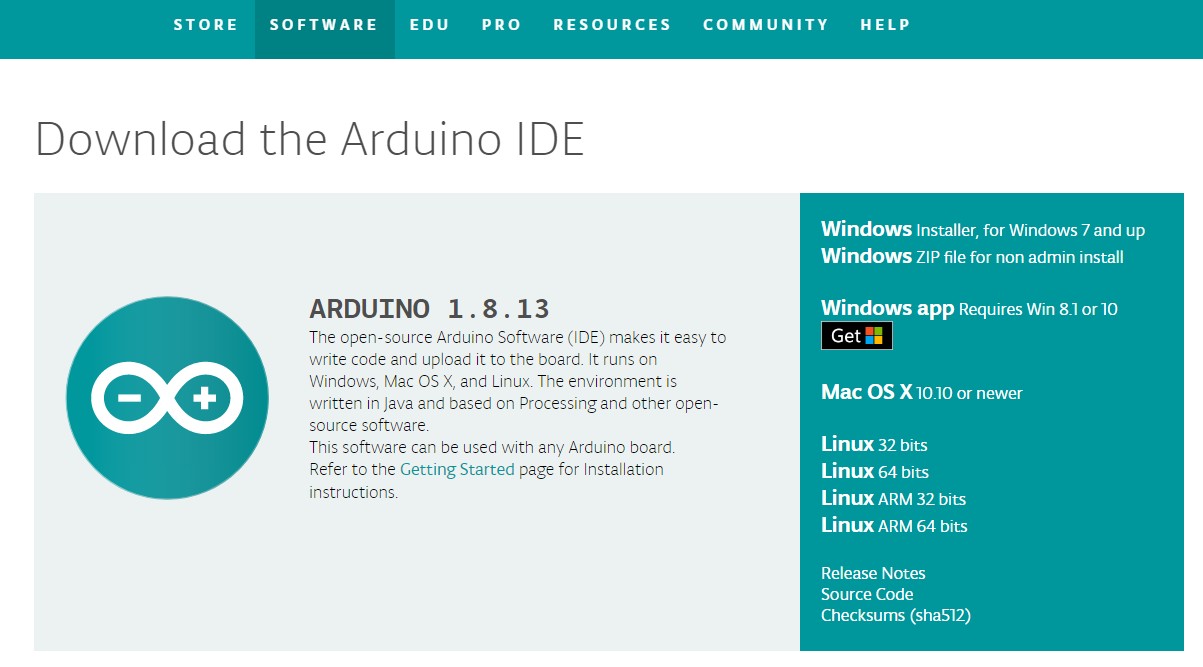 STORE SOFTWARE EDU PRO RESOURCES COMMUNITY HELP
Download the Arduino IDE
ARDUINO 1.8.13
The open-source Arduino Software (IDE) makes it easy to
write code and upload it to the board. It runs on
Windows, Mac OS X, and Linux. The environment is
written in Java and based on Processing and other open-
source software.
This software can be used with any Arduino board.
Refer to the Getting Started page for Installation
instructions.
Windows Installer, for Windows 7 and up
Windows ZIP file for non admin install
Windows app Requires Win 8.1 or 10
Get
Mac OS X 10.10 or newer
Linux 32 bits
Linux 64 bits
Linux ARM 32 bits
Linux ARM 64 bits
Release Notes
Source Code
Checksums (sha512)